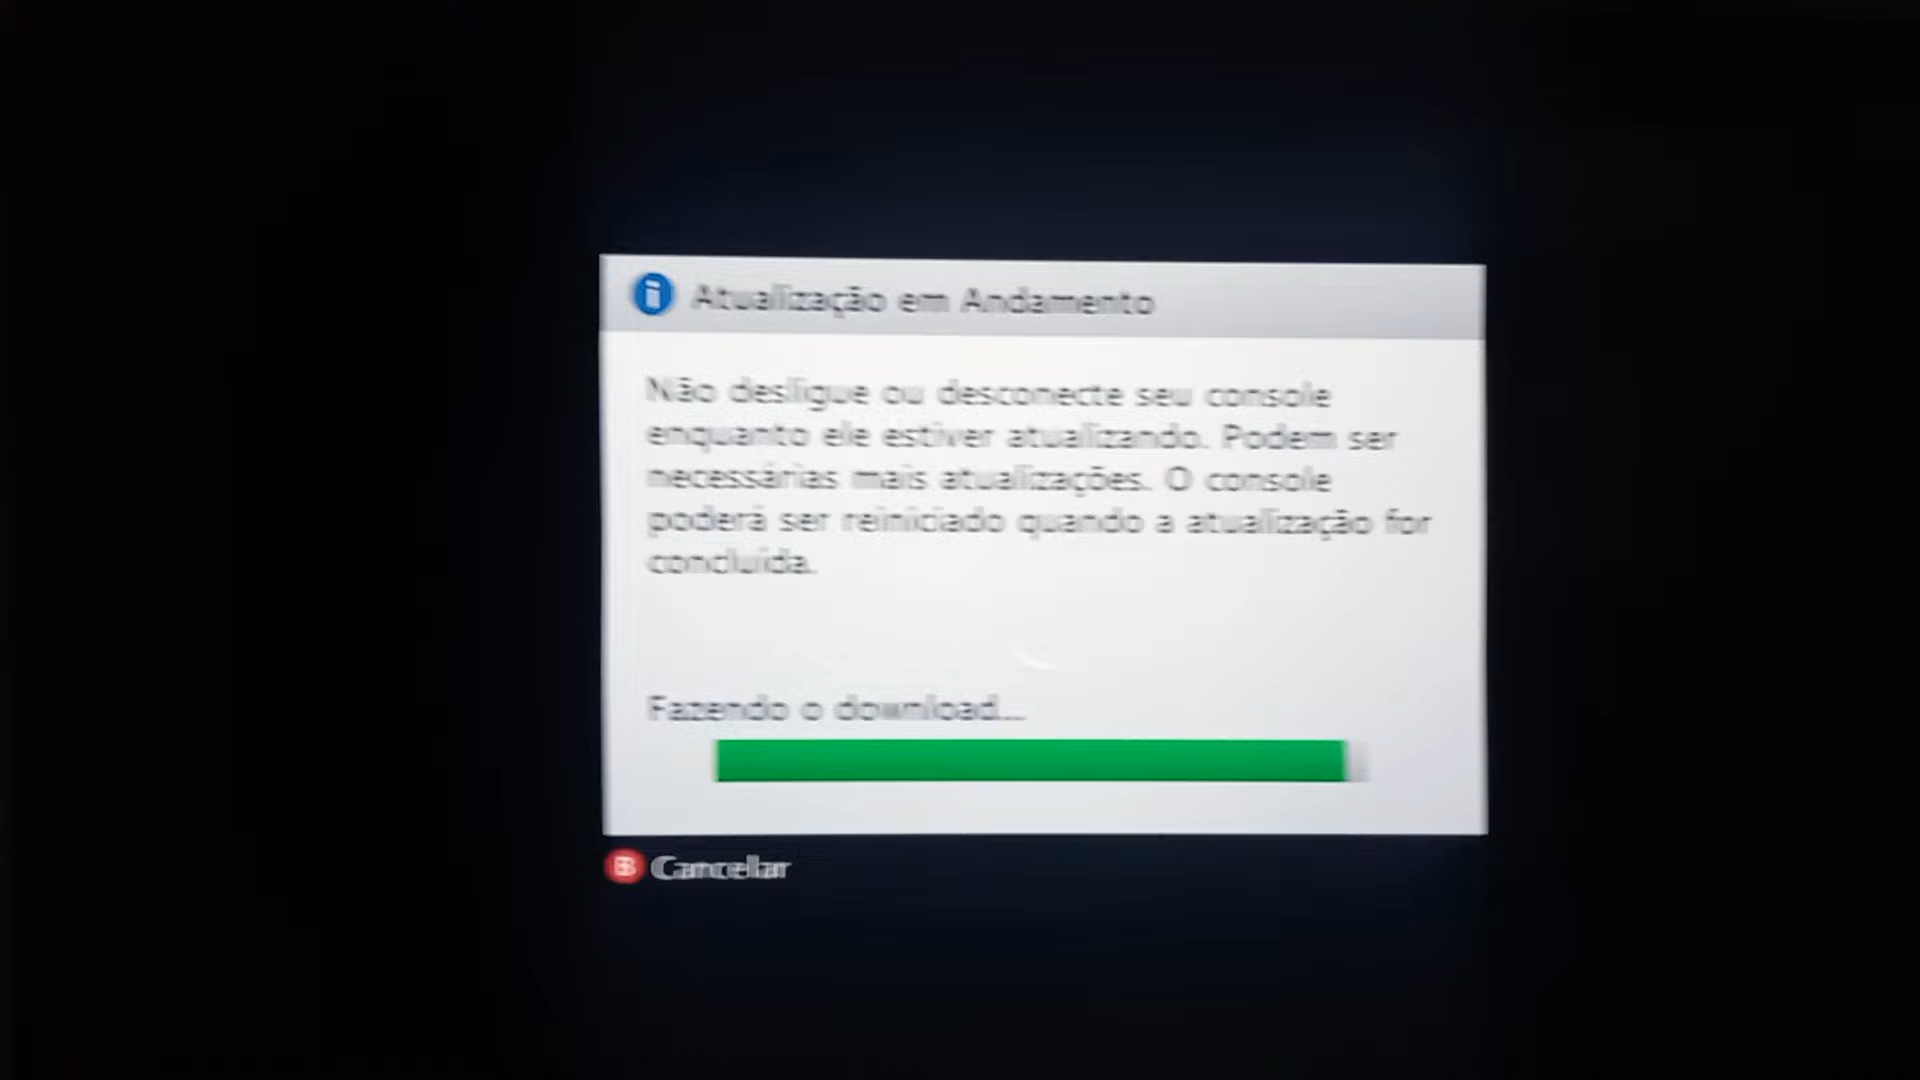 Atualização em Andamento
Não desligue ou desconecte seu console
enquanto ele estiver atualizando. Podem ser
necessárias mais atualizações. O console
poderá ser reiniciado quando a atualização for
concluída.
Fazendo o download...
B Cancelar